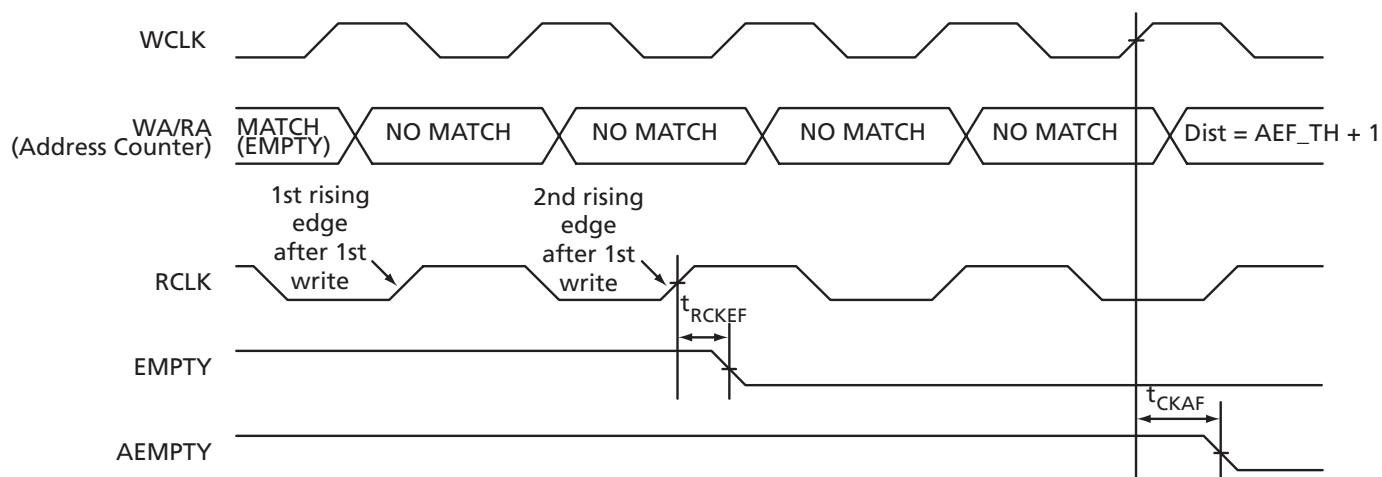 WCLK
WA/RA
(Address Counter)
MATCH
(EMPTY)
NO MATCH
NO MATCH
NO MATCH
NO MATCH
Dist = AEF_TH + 1
1st rising
edge
after 1st
write
2nd rising
edge
after 1st
write
RCLK
tRCKEF
EMPTY
tCKAF
AEMPTY